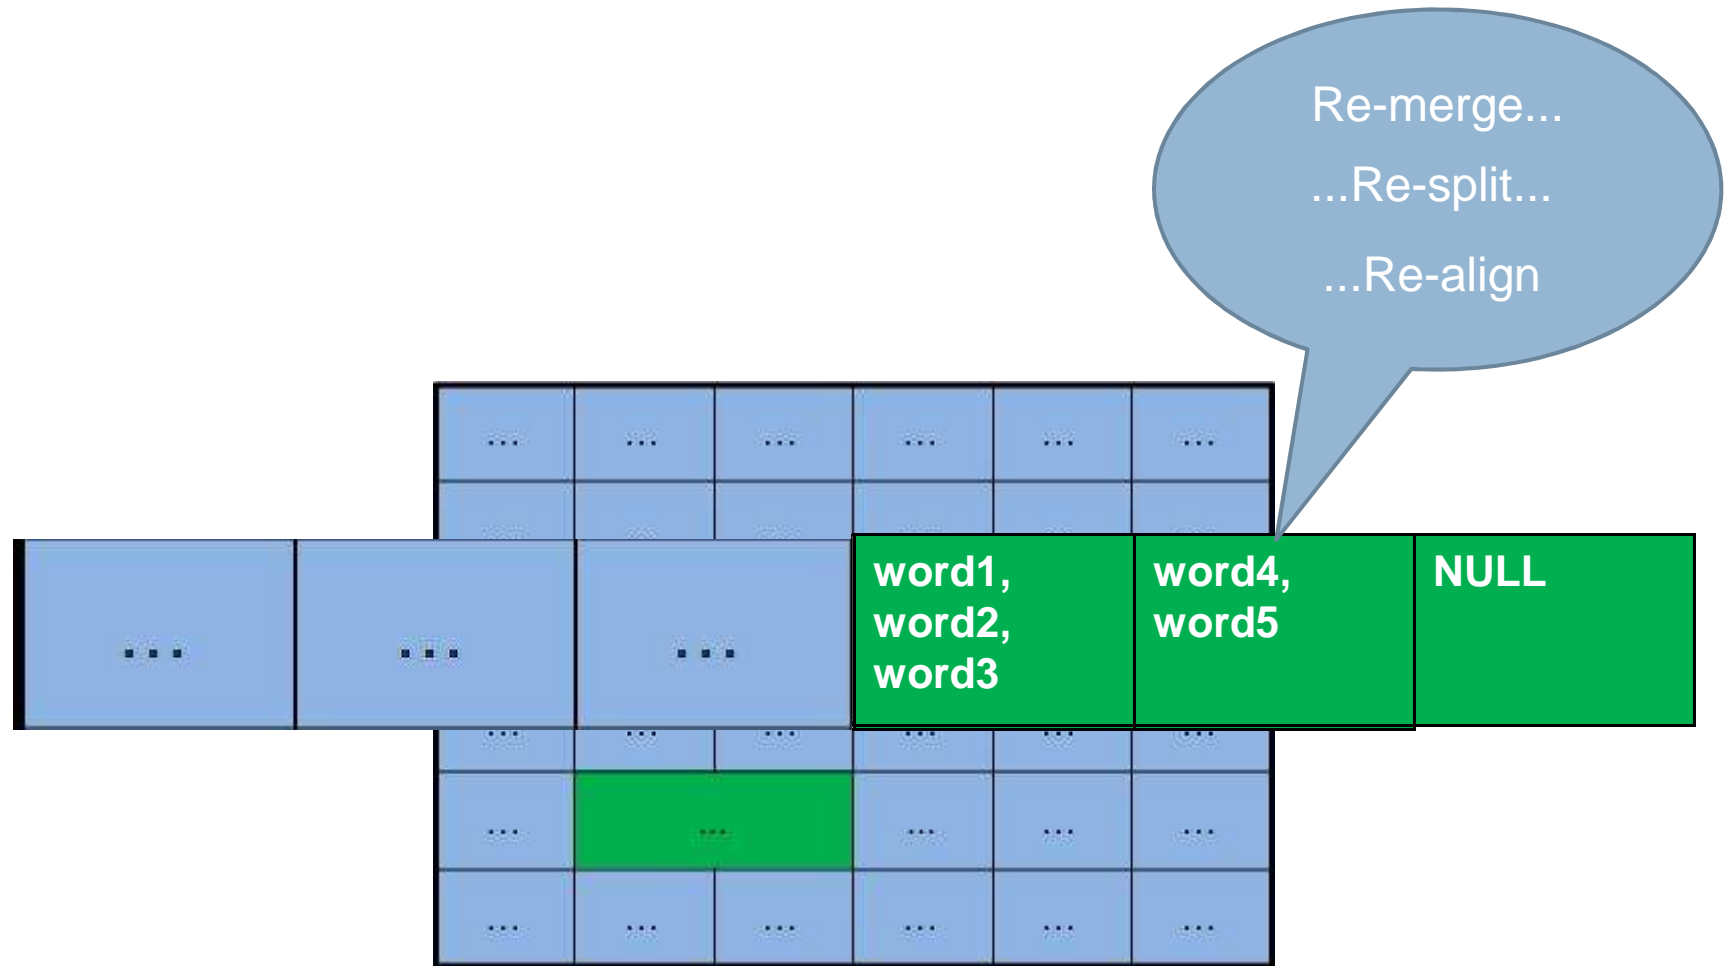 Re-merge...
...Re-split...
...Re-align
... ... ... ... ... ...
... ... ...
word1,
word2,
word3
word4,
word5
NULL
... ... ... ... ... ...
... ... ... ... ...
... ... ... ... ... ...